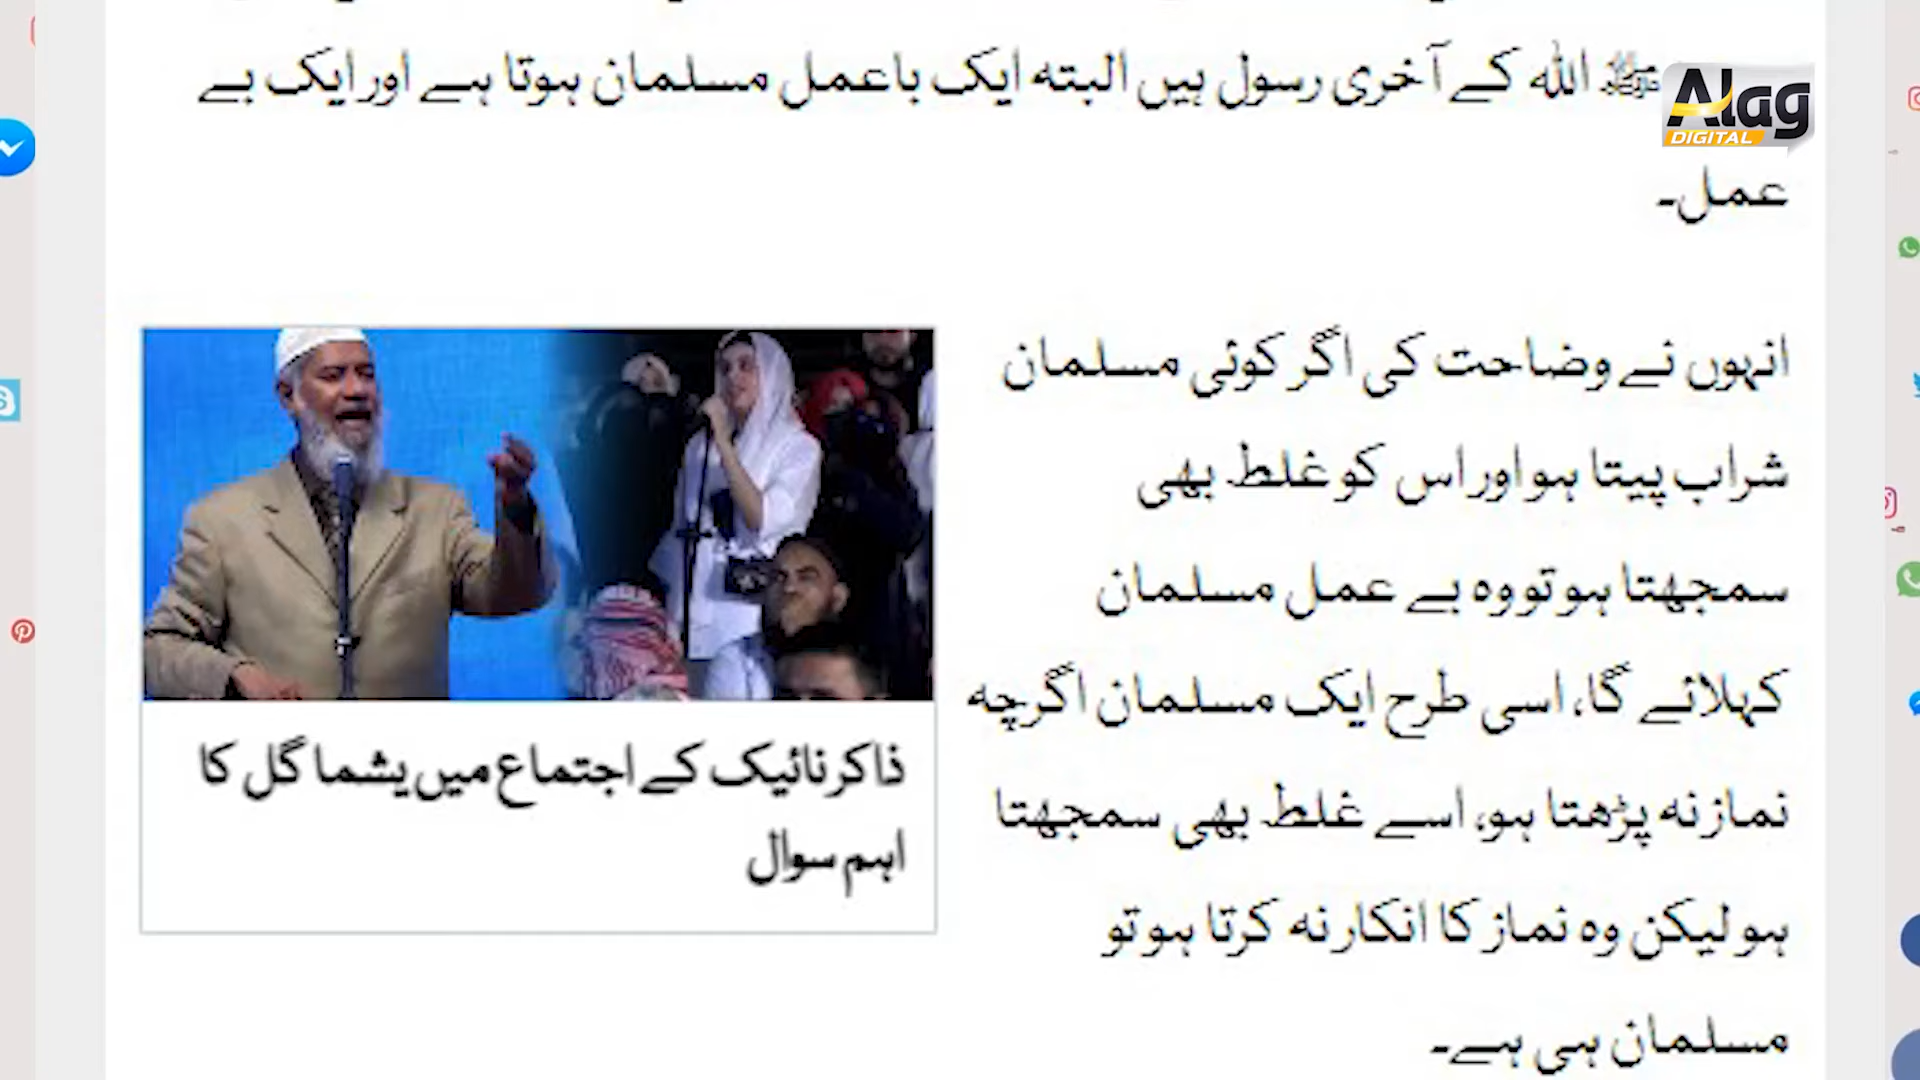 ﷺ اللہ کے آخری رسول ہیں البتہ ایک باعمل مسلمان ہوتا ہے اور ایک بے
Alag
DIGITAL
عمل۔
انہوں نے وضاحت کی اگر کوئی مسلمان
شراب پیتا ہو اور اس کو غلط بھی
سمجھتا ہو تو وہ بے عمل مسلمان
کہلائے گا، اسی طرح ایک مسلمان اگرچہ
نماز نہ پڑھتا ہو، اسے غلط بھی سمجھتا
ہو لیکن وہ نماز کا انکار نہ کرتا ہو تو
مسلمان ہی ہے۔
ذاکر نائیک کے اجتماع میں یشما گل کا
اہم سوال